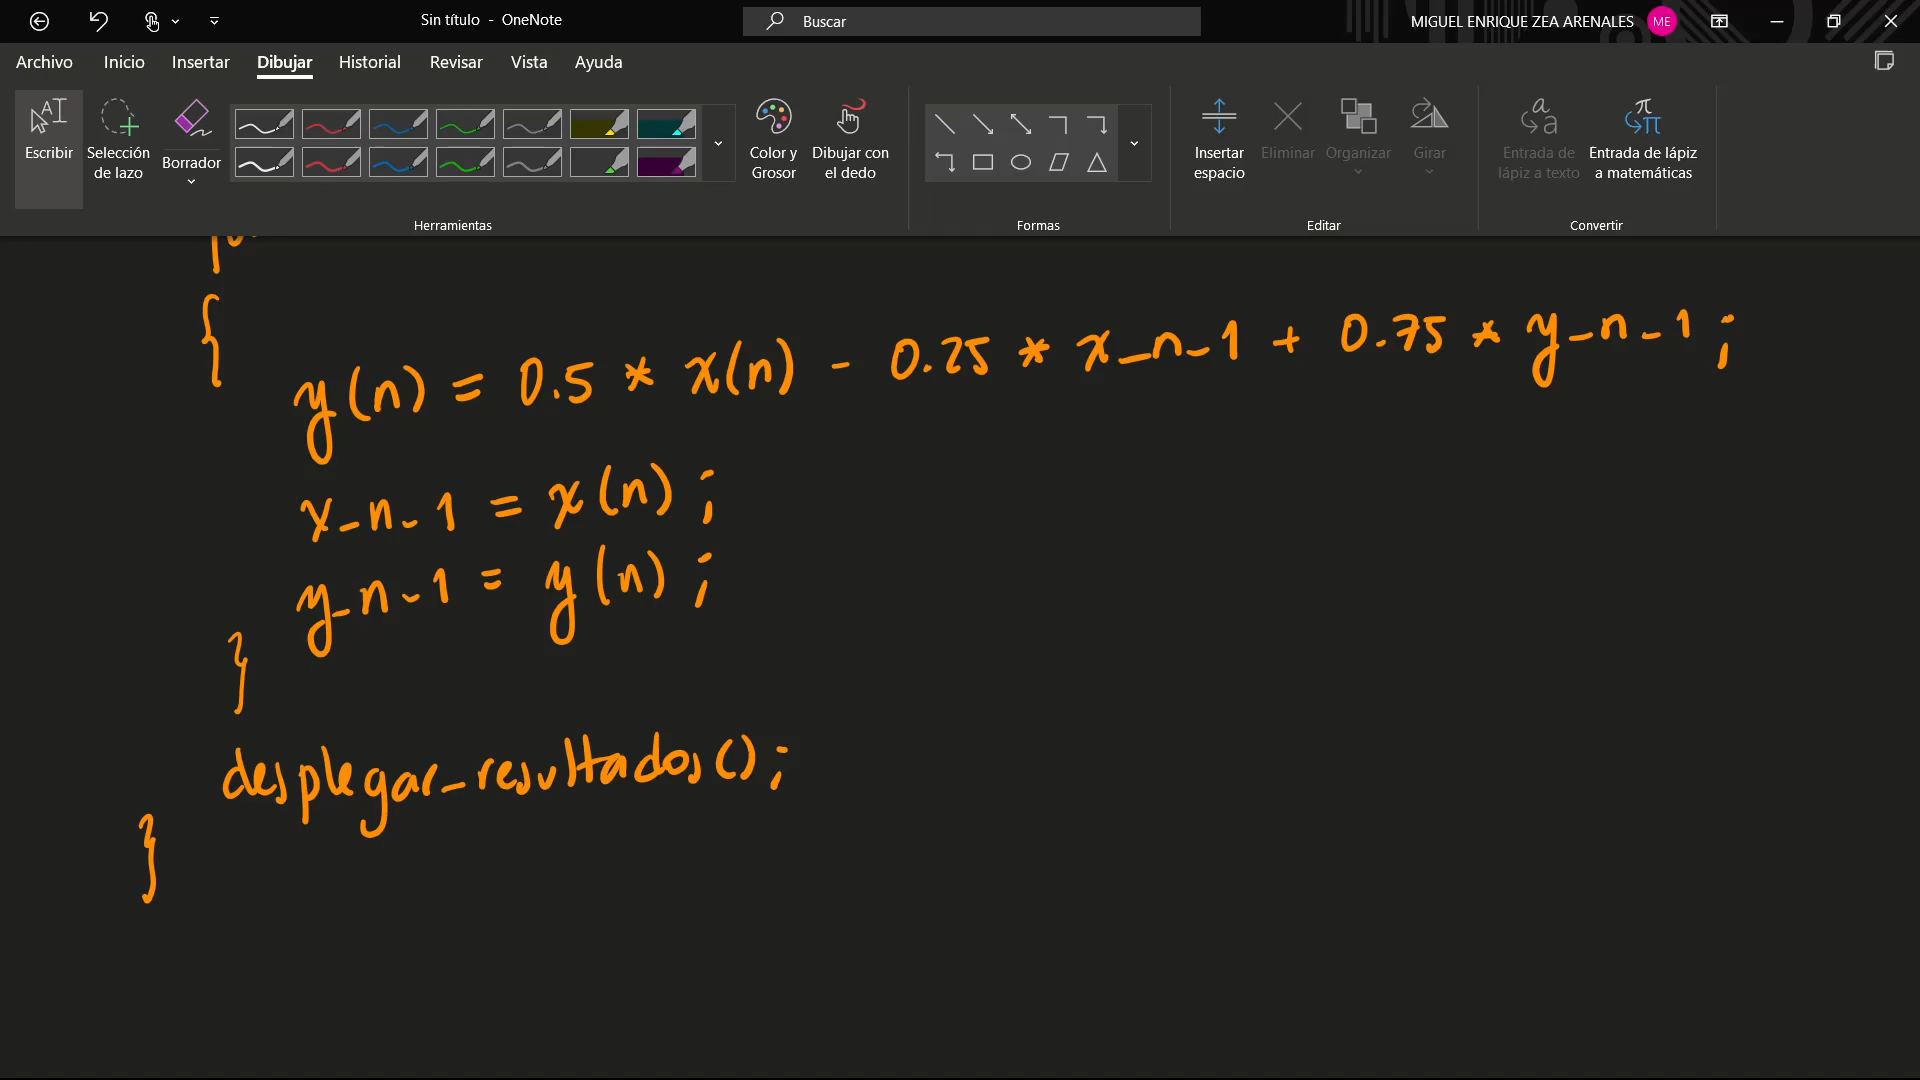 Sin título - OneNote
Buscar
MIGUEL ENRIQUE ZEA ARENALES
ME
Archivo Inicio Insertar Dibujar Historial Revisar Vista Ayuda
Escribir
Selección de lazo
Borrador
Color y Grosor
Dibujar con el dedo
Insertar espacio
Eliminar
Organizar
Girar
Entrada de lápiz a texto
Entrada de lápiz a matemáticas
Herramientas
Formas
Editar
Convertir
{
y(n) = 0.5 * x(n) - 0.25 * x_n_1 + 0.75 * y_n_1 ;
x_n_1 = x(n) ;
y_n_1 = y(n) ;
}
desplegar_resultados();
}